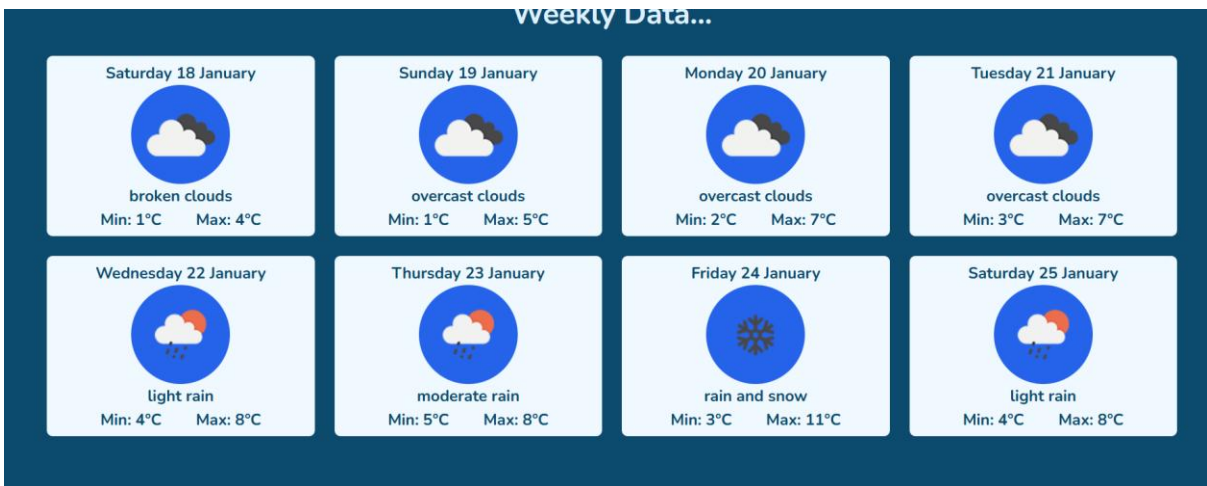 Weekly Data...
Saturday 18 January
broken clouds
Min: 1°C Max: 4°C
Sunday 19 January
overcast clouds
Min: 1°C Max: 5°C
Monday 20 January
overcast clouds
Min: 2°C Max: 7°C
Tuesday 21 January
overcast clouds
Min: 3°C Max: 7°C
Wednesday 22 January
light rain
Min: 4°C Max: 8°C
Thursday 23 January
moderate rain
Min: 5°C Max: 8°C
Friday 24 January
rain and snow
Min: 3°C Max: 11°C
Saturday 25 January
light rain
Min: 4°C Max: 8°C